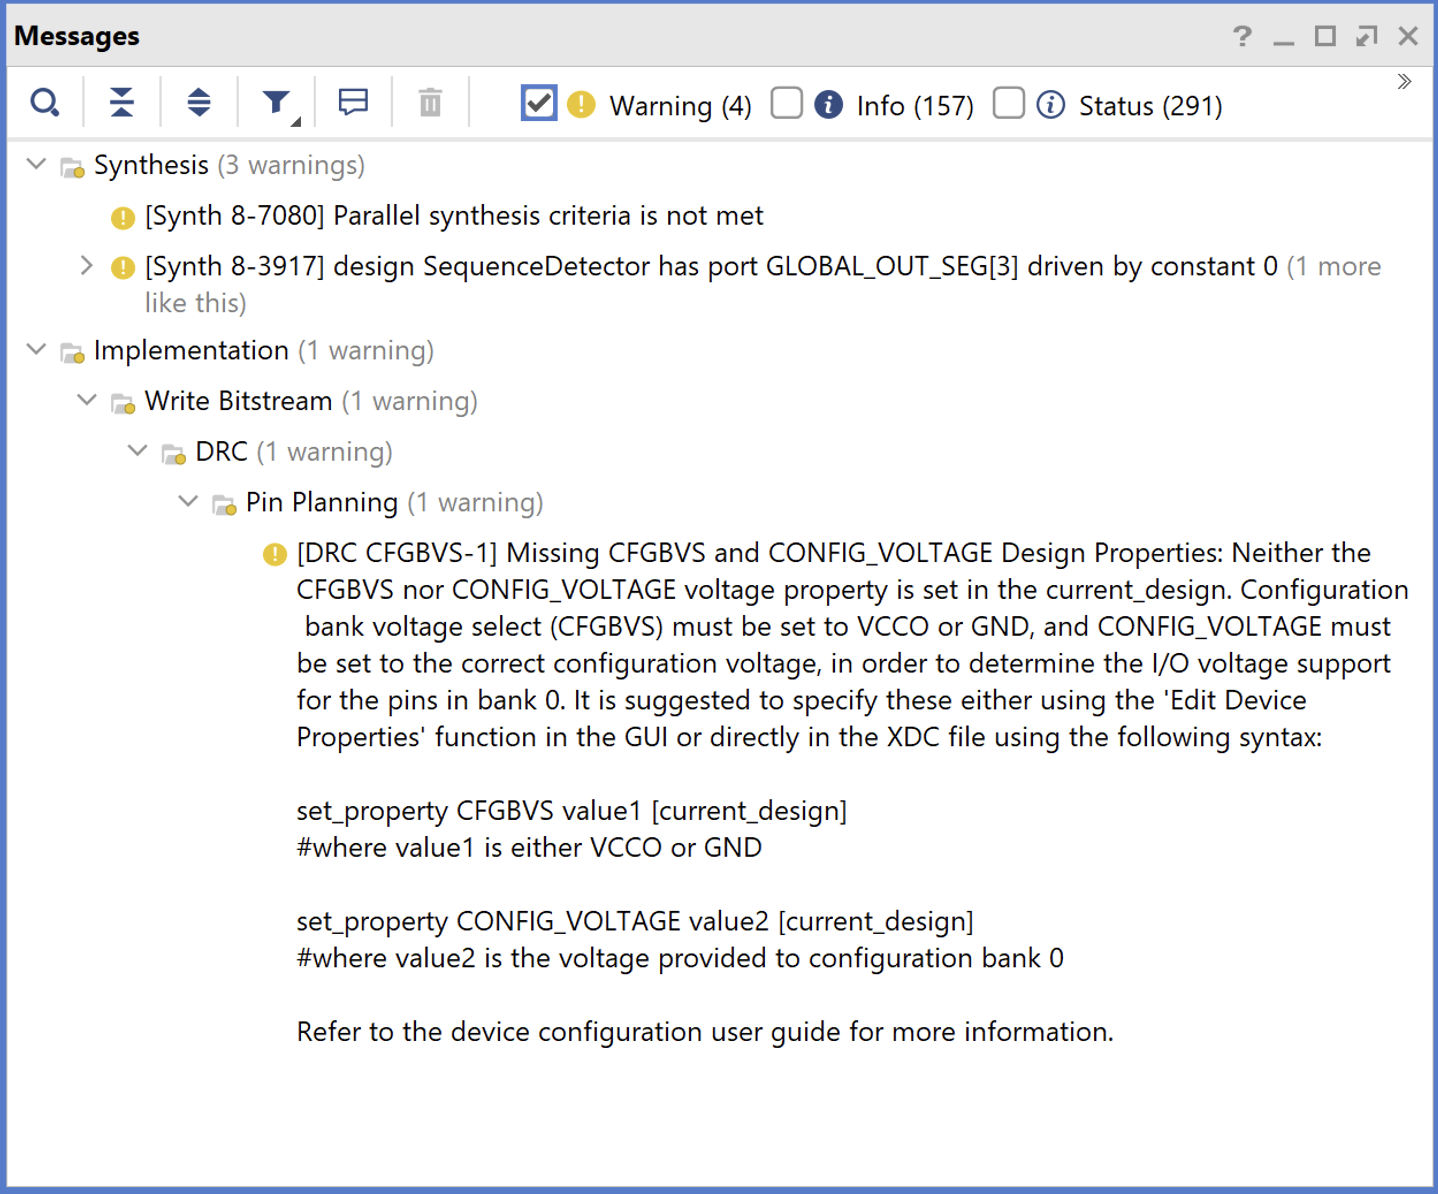 Messages
Warning (4) Info (157) Status (291)
Synthesis (3 warnings)
[Synth 8-7080] Parallel synthesis criteria is not met
[Synth 8-3917] design SequenceDetector has port GLOBAL_OUT_SEG[3] driven by constant 0 (1 more
like this)
Implementation (1 warning)
Write Bitstream (1 warning)
DRC (1 warning)
Pin Planning (1 warning)
[DRC CFGBVS-1] Missing CFGBVS and CONFIG_VOLTAGE Design Properties: Neither the
CFGBVS nor CONFIG_VOLTAGE voltage property is set in the current_design. Configuration
bank voltage select (CFGBVS) must be set to VCCO or GND, and CONFIG_VOLTAGE must
be set to the correct configuration voltage, in order to determine the I/O voltage support
for the pins in bank 0. It is suggested to specify these either using the 'Edit Device
Properties' function in the GUI or directly in the XDC file using the following syntax:
set_property CFGBVS value1 [current_design]
#where value1 is either VCCO or GND
set_property CONFIG_VOLTAGE value2 [current_design]
#where value2 is the voltage provided to configuration bank 0
Refer to the device configuration user guide for more information.